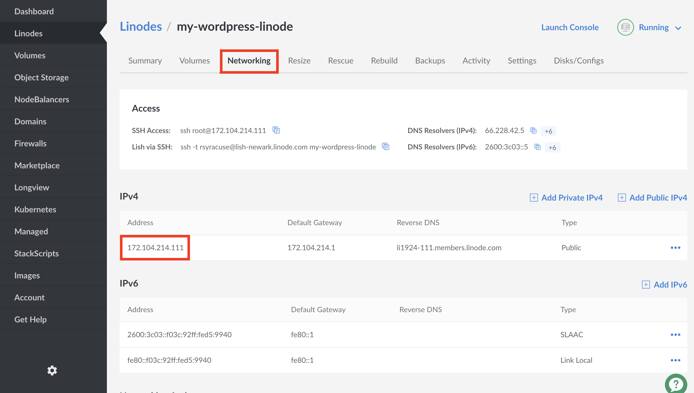 Dashboard
Linodes
Volumes
Object Storage
NodeBalancers
Domains
Firewalls
Marketplace
Longview
Kubernetes
Managed
StackScripts
Images
Account
Get Help
Linodes / my-wordpress-linode
Launch Console
Running
Summary Volumes Networking Resize Rescue Rebuild Backups Activity Settings Disks/Configs
Access
SSH Access: ssh root@172.104.214.111 DNS Resolvers (IPv4): 66.228.42.5 +6
Lish via SSH: ssh -t rsyracuse@lish-newark.linode.com my-wordpress-linode DNS Resolvers (IPv6): 2600:3c03::5 +6
IPv4 Add Private IPv4 Add Public IPv4
Address Default Gateway Reverse DNS Type
172.104.214.111 172.104.214.1 li1924-111.members.linode.com Public
IPv6 Add IPv6
Address Default Gateway Reverse DNS Type
2600:3c03::f03c:92ff:fed5:9940 fe80::1 SLAAC
fe80::f03c:92ff:fed5:9940 fe80::1 Link Local